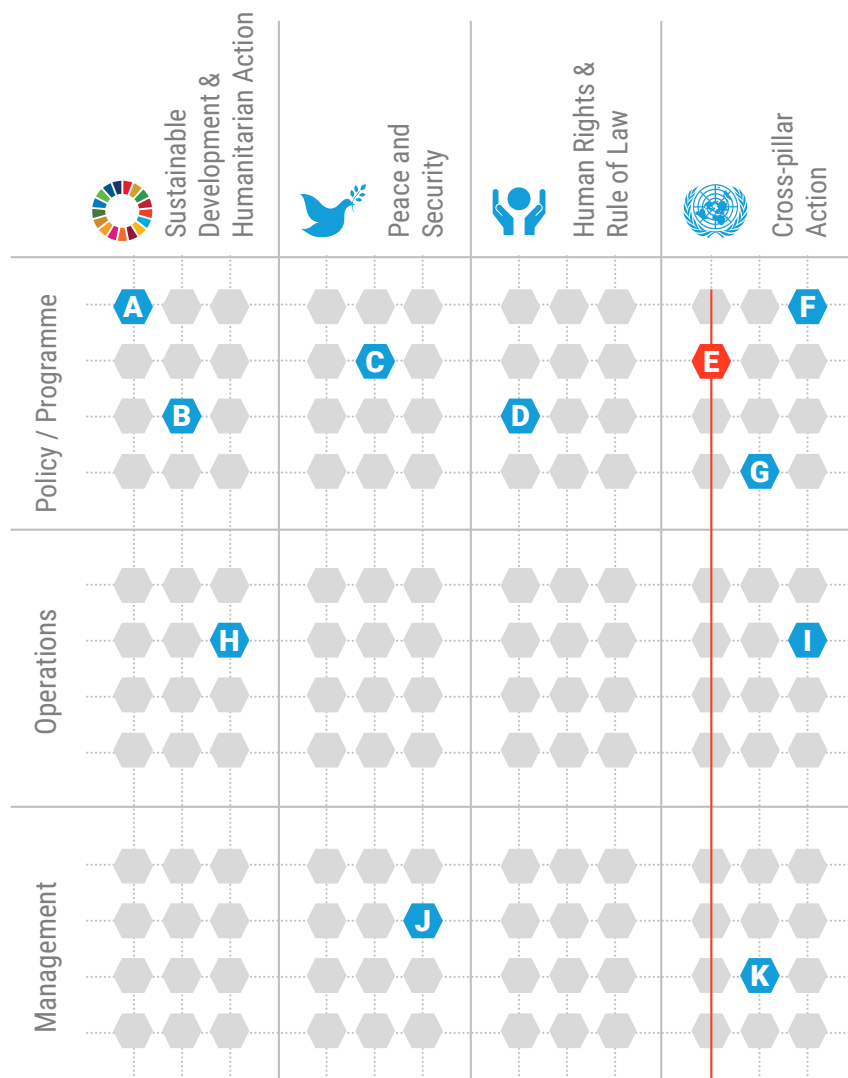 Sustainable
Development &
Humanitarian Action
Peace and
Security
Human Rights &
Rule of Law
Cross-pillar
Action
Policy / Programme
A
F
C
E
B
D
G
Operations
H
I
Management
J
K